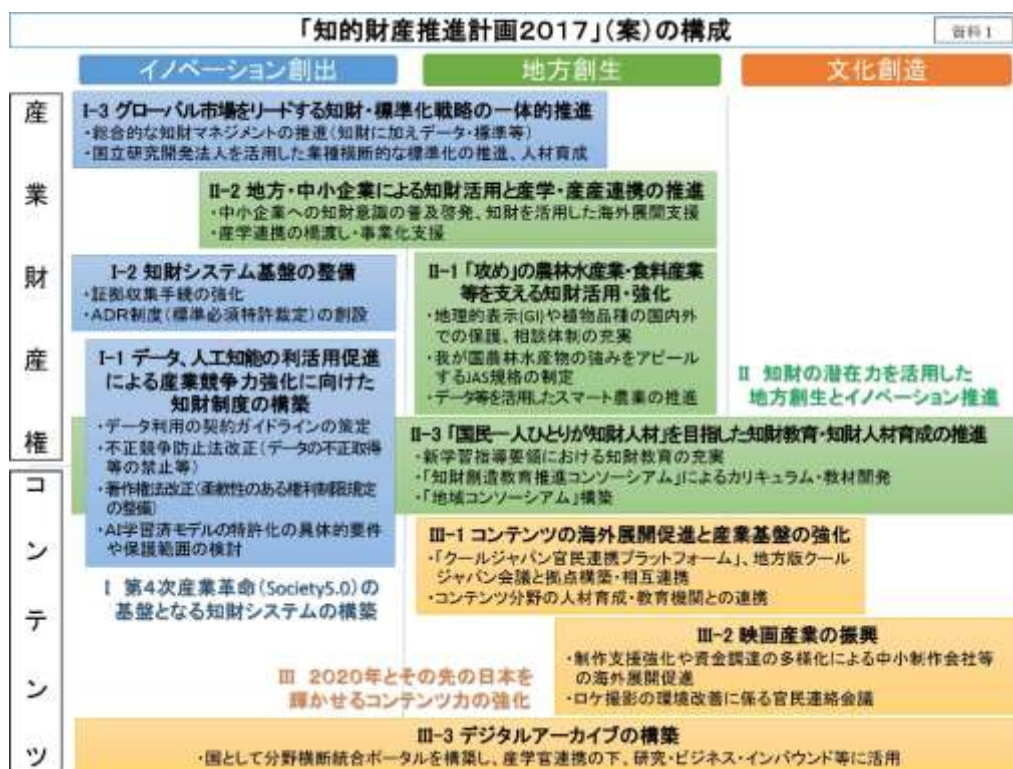 「知的財産推進計画2017」(案)の構成
資料1
イノベーション創出
地方創生
文化創造
産業財産権
コンテンツ
I-3 グローバル市場をリードする知財・標準化戦略の一体的推進
・総合的な知財マネジメントの推進(知財に加えデータ・標準等)
・国立研究開発法人を活用した業種横断的な標準化の推進、人材育成
II-2 地方・中小企業による知財活用と産学・産産連携の推進
・中小企業への知財意識の普及啓発、知財を活用した海外展開支援
・産学連携の橋渡し・事業化支援
I-2 知財システム基盤の整備
・証拠収集手続の強化
・ADR制度(標準必須特許裁定)の創設
II-1 「攻め」の農林水産業・食料産業
等を支える知財活用・強化
・地理的表示(GI)や植物品種の国内外
での保護、相談体制の充実
・我が国農林水産物の強みをアピール
するJAS規格の制定
・データ等を活用したスマート農業の推進
I-1 データ、人工知能の利活用促進
による産業競争力強化に向けた
知財制度の構築
・データ利用の契約ガイドラインの策定
・不正競争防止法改正(データの不正取得
等の禁止等)
・著作権法改正(柔軟性のある権利制限規定
の整備)
・AI学習済モデルの特許化の具体的要件
や保護範囲の検討
II 知財の潜在力を活用した
地方創生とイノベーション推進
II-3 「国民一人ひとりが知財人材」を目指した知財教育・知財人材育成の推進
・新学習指導要領における知財教育の充実
・「知財創造教育推進コンソーシアム」によるカリキュラム・教材開発
・「地域コンソーシアム」構築
I 第4次産業革命(Society5.0)の
基盤となる知財システムの構築
III-1 コンテンツの海外展開促進と産業基盤の強化
・「クールジャパン官民連携プラットフォーム」、地方版クール
ジャパン会議と拠点構築・相互連携
・コンテンツ分野の人材育成・教育機関との連携
III-2 映画産業の振興
・制作支援強化や資金調達の多様化による中小制作会社等
の海外展開促進
・ロケ撮影の環境改善に係る官民連絡会議
III 2020年とその先の日本を
輝かせるコンテンツ力の強化
III-3 デジタルアーカイブの構築
・国として分野横断統合ポータルを構築し、産学官連携の下、研究・ビジネス・インバウンド等に活用